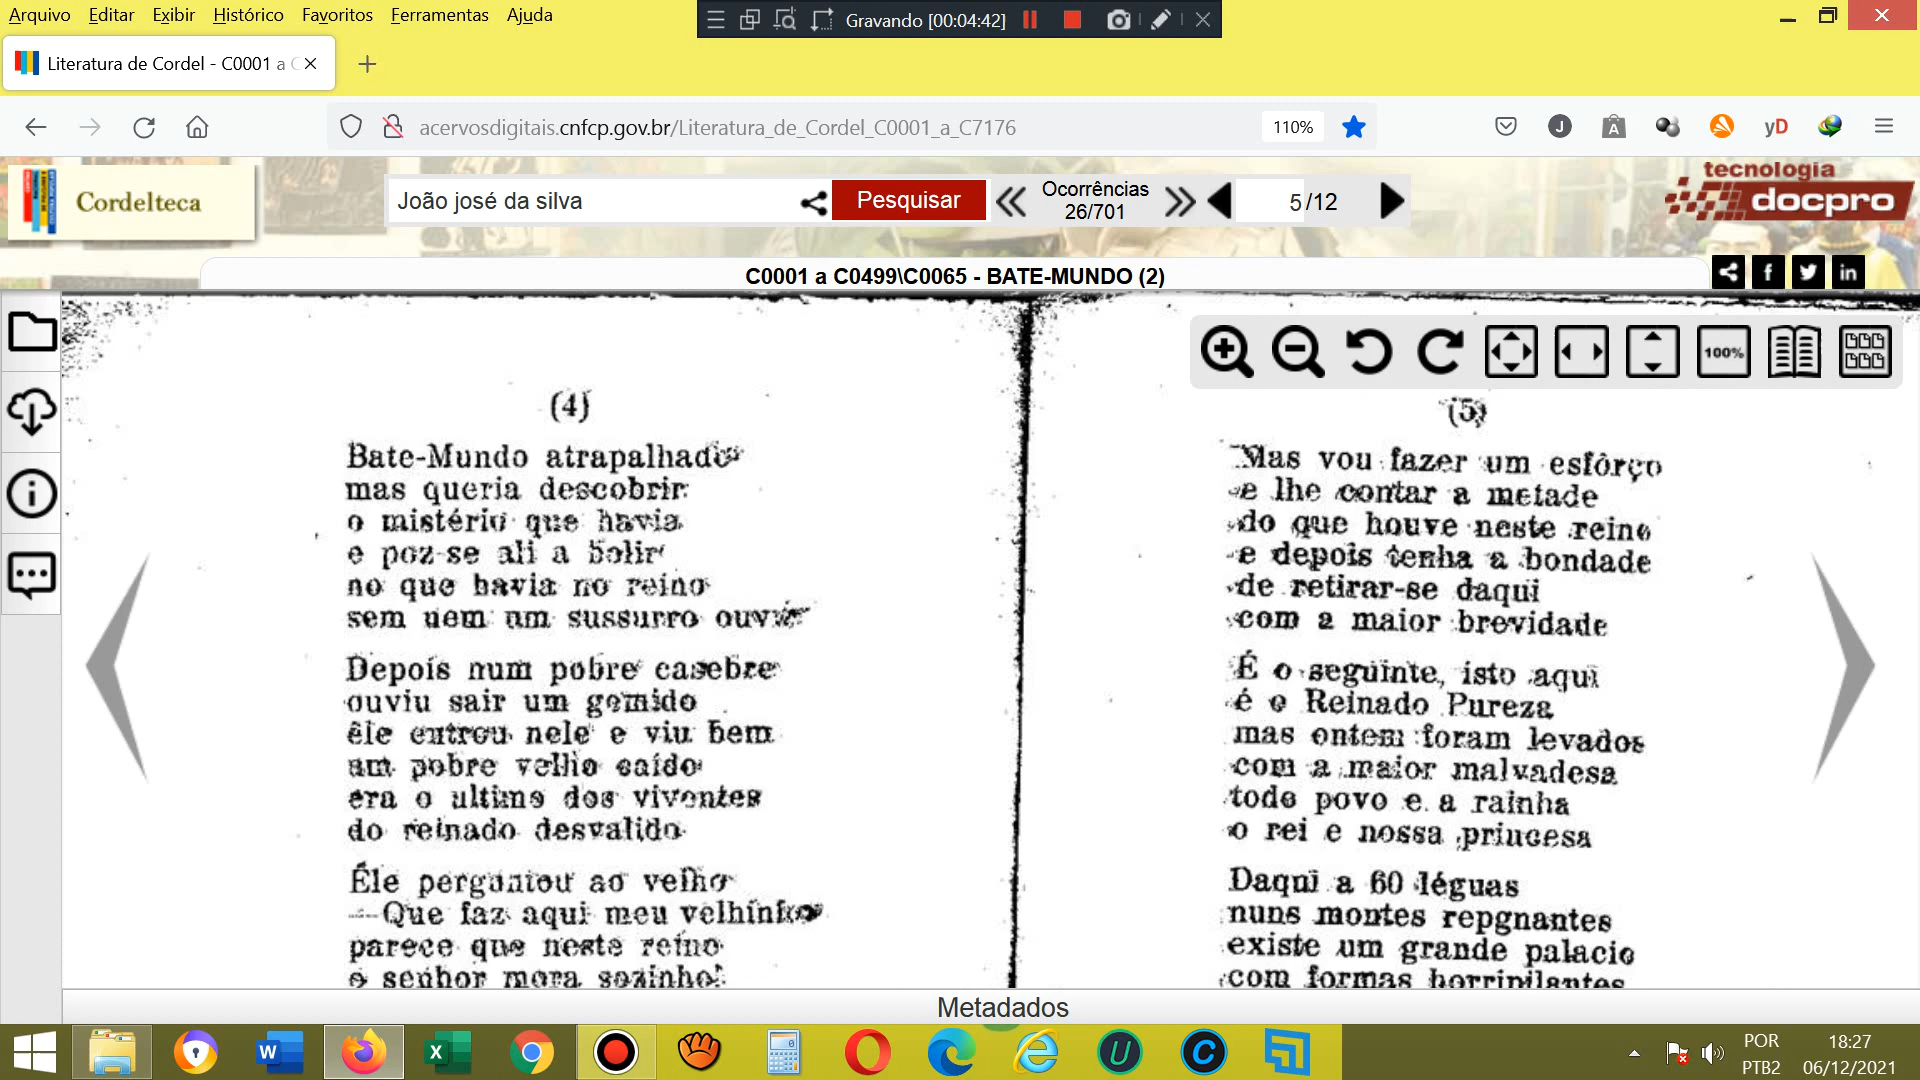 Arquivo Editar Exibir Histórico Favoritos Ferramentas Ajuda
Gravando [00:04:42]
Literatura de Cordel - C0001 a C
acervosdigitais.cnfcp.gov.br/Literatura_de_Cordel_C0001_a_C7176
110%
J
A
yD
Cordelteca
João josé da silva
Pesquisar
Ocorrências
26/701
5 /12
tecnologia
docpro
C0001 a C0499\C0065 - BATE-MUNDO (2)
100%
(4)
Bate-Mundo atrapalhado
mas queria descobrir
o mistério que havia
e poz-se ali a bolir
no que havia no reino
sem nem um sussurro ouvir
Depois num pobre casebre
ouviu sair um gemido
êle entrou nele e viu bem
um pobre velho caído
era o ultimo dos viventes
do reinado desvalido
Êle perguntou ao velho
—Que faz aqui meu velhinho
parece que neste reino
o senhor mora sozinho!
(5)
Mas vou fazer um esfôrço
e lhe contar a metade
do que houve neste reino
e depois tenha a bondade
de retirar-se daqui
com a maior brevidade
É o seguinte, isto aqui
é o Reinado Pureza
mas ontem foram levados
com a maior malvadesa
todo povo e a rainha
o rei e nossa princesa
Daqui a 60 léguas
nuns montes repgnantes
existe um grande palacio
com formas horripilantes
Metadados
POR
PTB2
18:27
06/12/2021